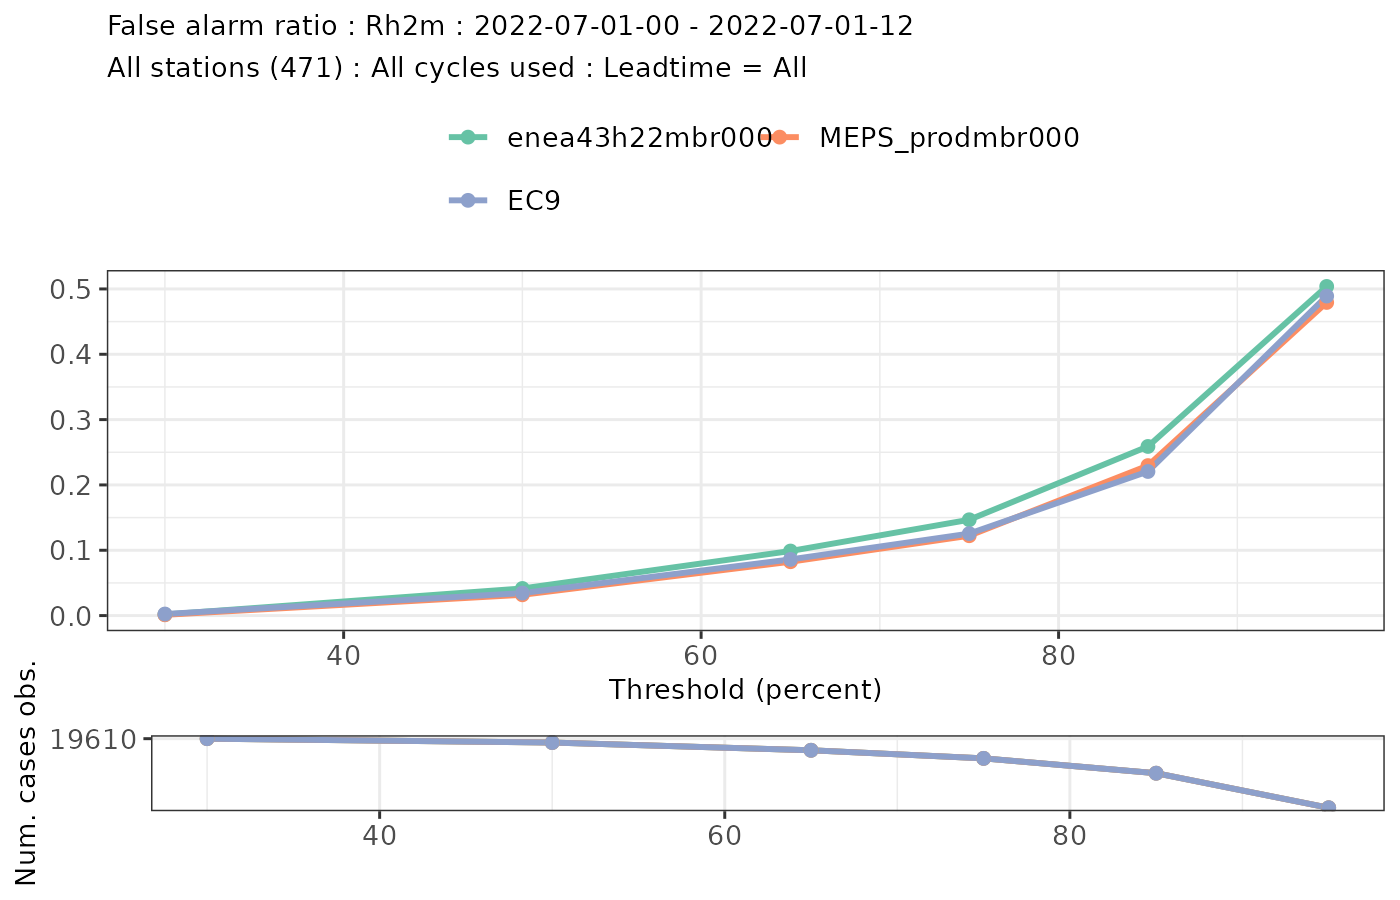 False alarm ratio : Rh2m : 2022-07-01-00 - 2022-07-01-12
All stations (471) : All cycles used : Leadtime = All
enea43h22mbr000 MEPS_prodmbr000
EC9
0.5
0.4
0.3
0.2
0.1
0.0
40 60 80
Threshold (percent)
Num. cases obs.
19610
40 60 80